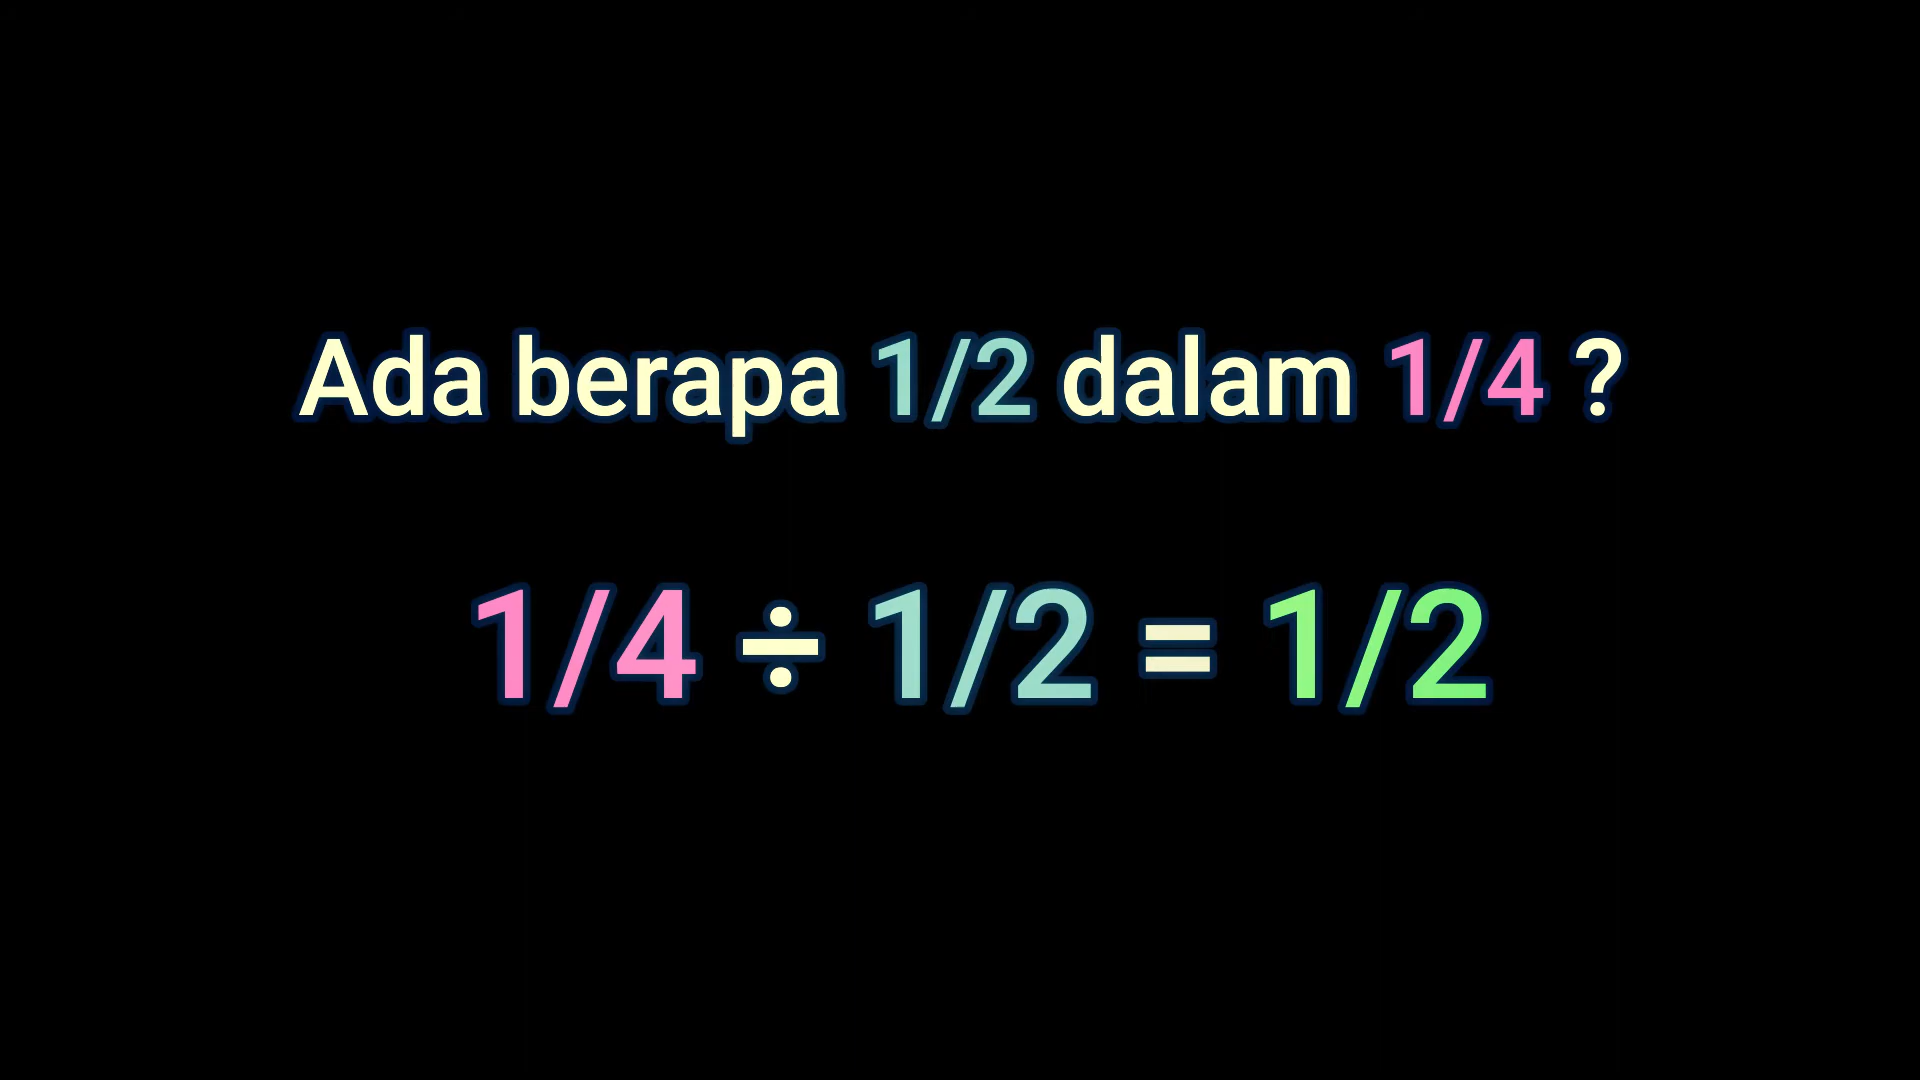 Ada berapa 1/2 dalam 1/4 ?
1/4 ÷ 1/2 = 1/2